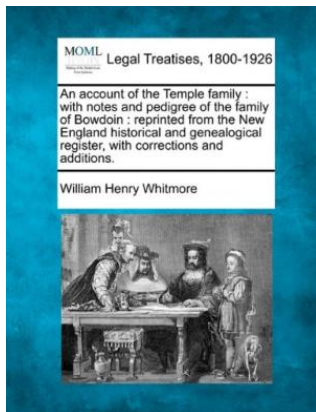 MOML Legal Treatises, 1800-1926
An account of the Temple family :
with notes and pedigree of the family
of Bowdoin : reprinted from the New
England historical and genealogical
register, with corrections and
additions.
William Henry Whitmore